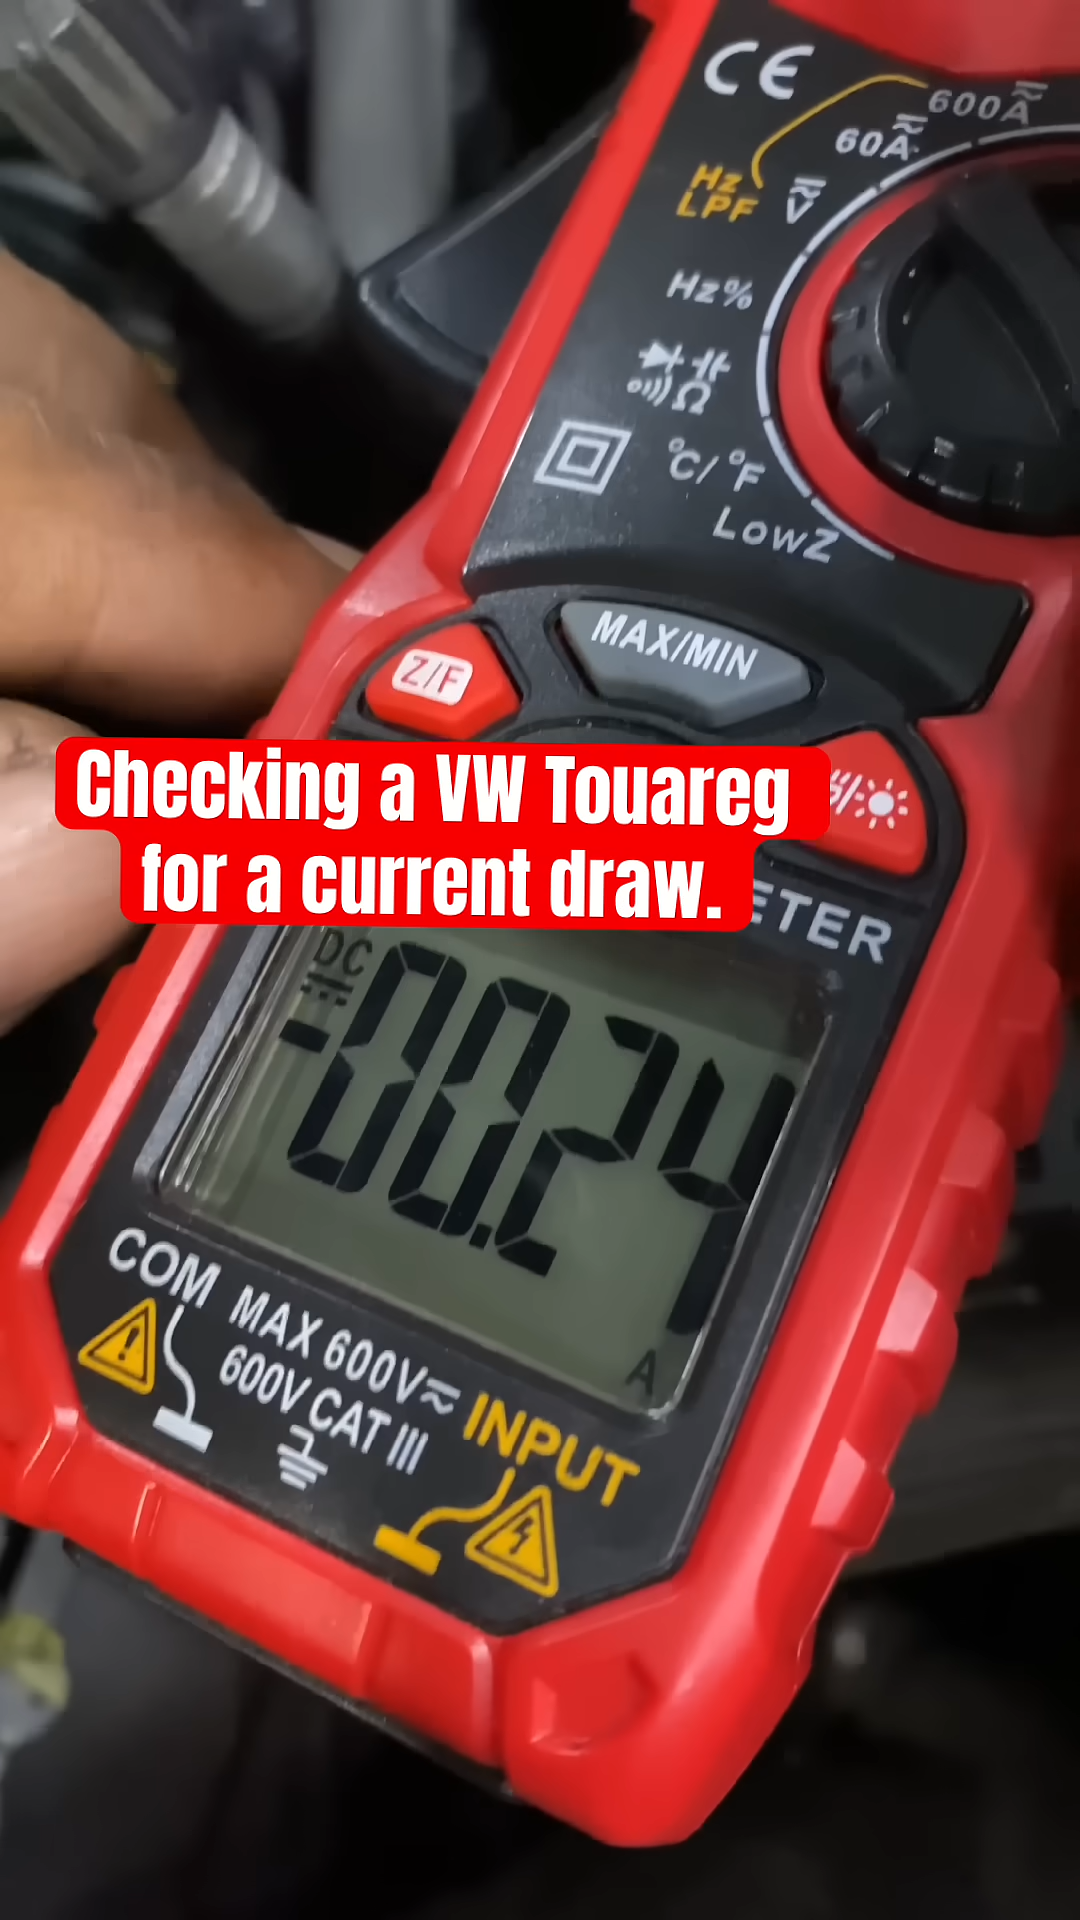 CE
600A
60A
Hz
LPF
V
Hz%
Ω
°C/°F
LowZ
MAX/MIN
Z/F
Checking a VW Touareg
for a current draw.
ETER
DC
-00.24
A
COM
MAX 600V
600V CAT III
INPUT